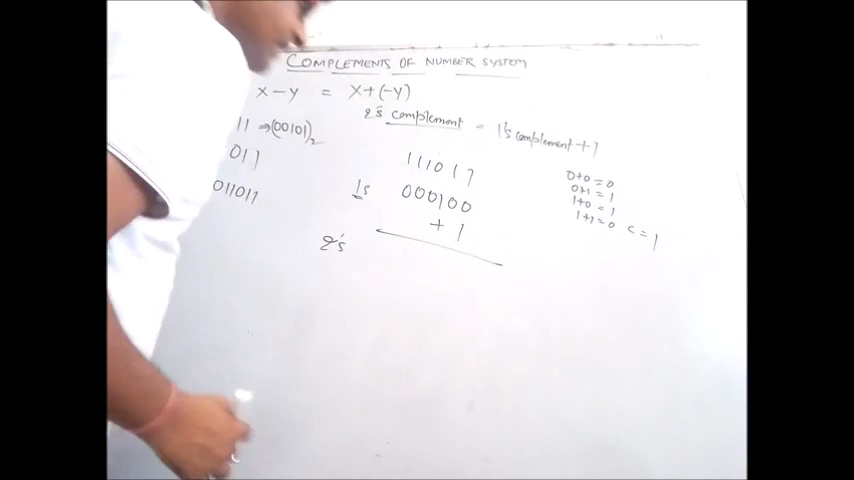 COMPLEMENTS OF NUMBER SYSTEM
X-Y = X+(-Y)
2's complement = 1's complement +1
11 → (00101)2
011
011011
111011
1s 000100
+ 1
2's
0+0=0
0+1=1
1+0=1
1+1=0 C=1